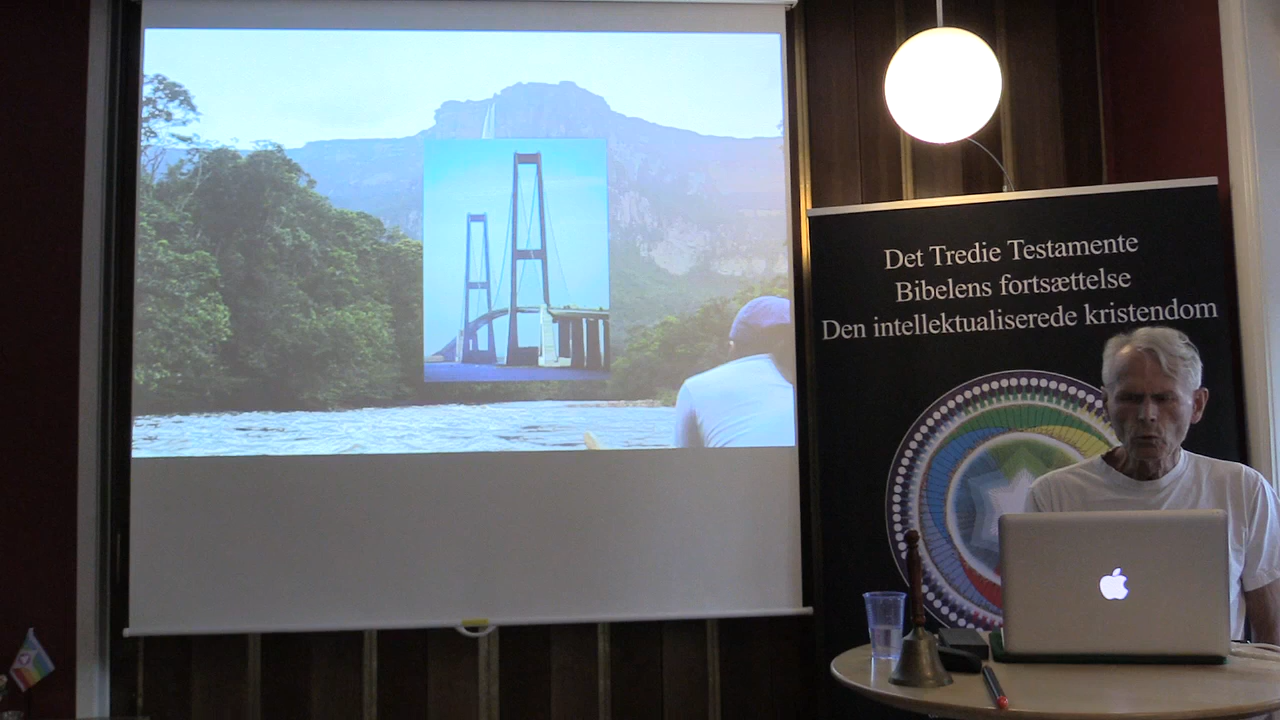 Det Tredie Testamente
Bibelens fortsættelse
Den intellektualiserede kristendom